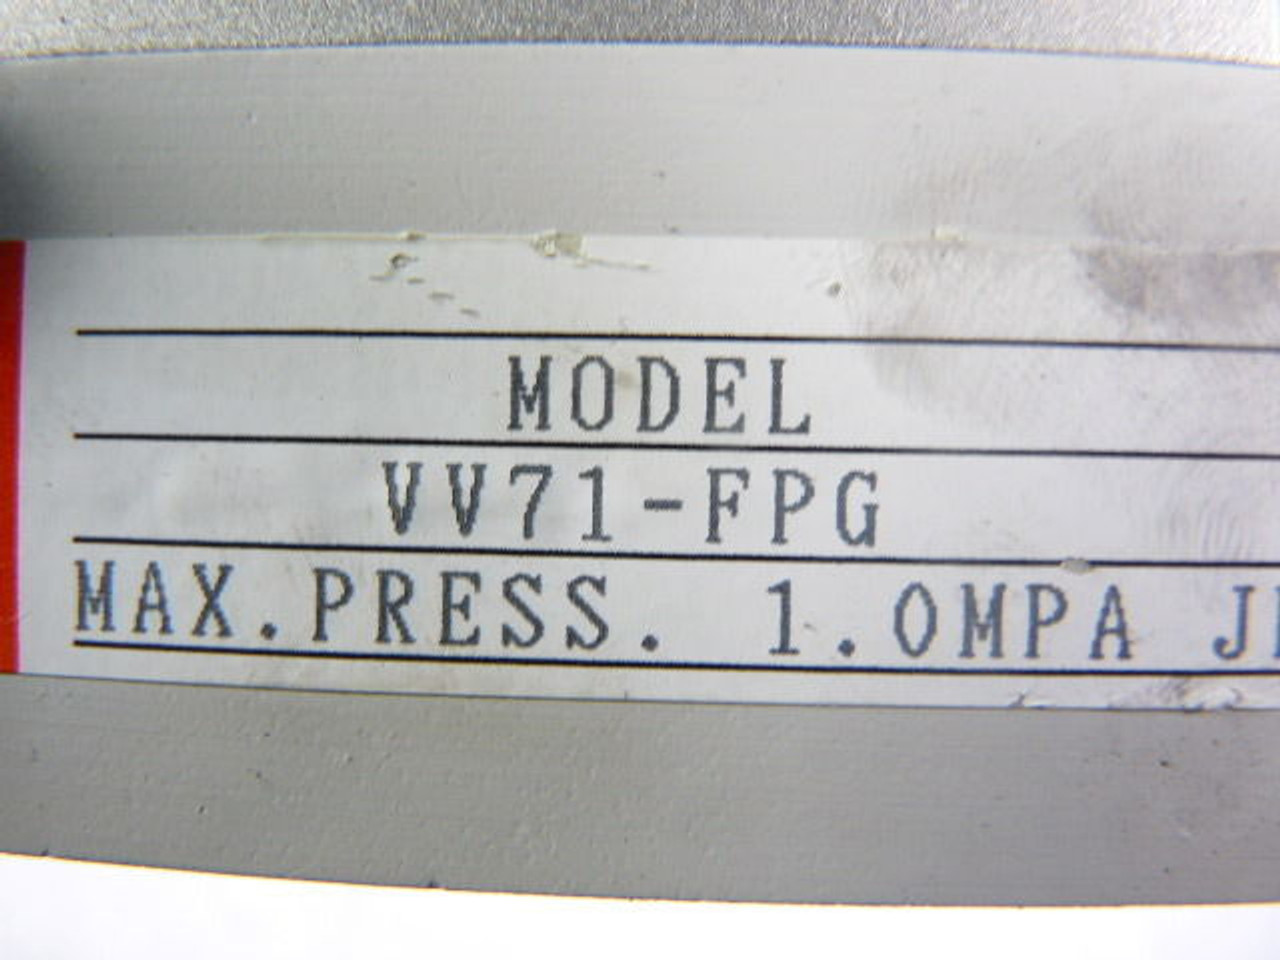 MODEL
VV71-FPG
MAX.PRESS. 1.0MPA